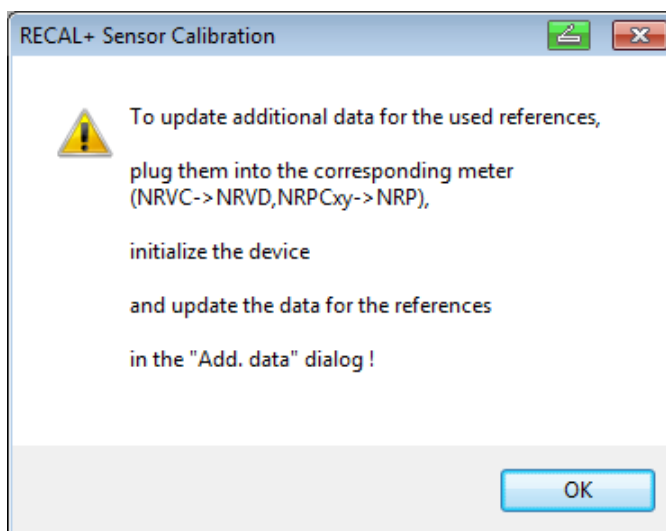 RECAL+ Sensor Calibration
To update additional data for the used references,
plug them into the corresponding meter
(NRVC->NRVD,NRPCxy->NRP),
initialize the device
and update the data for the references
in the "Add. data" dialog !
OK